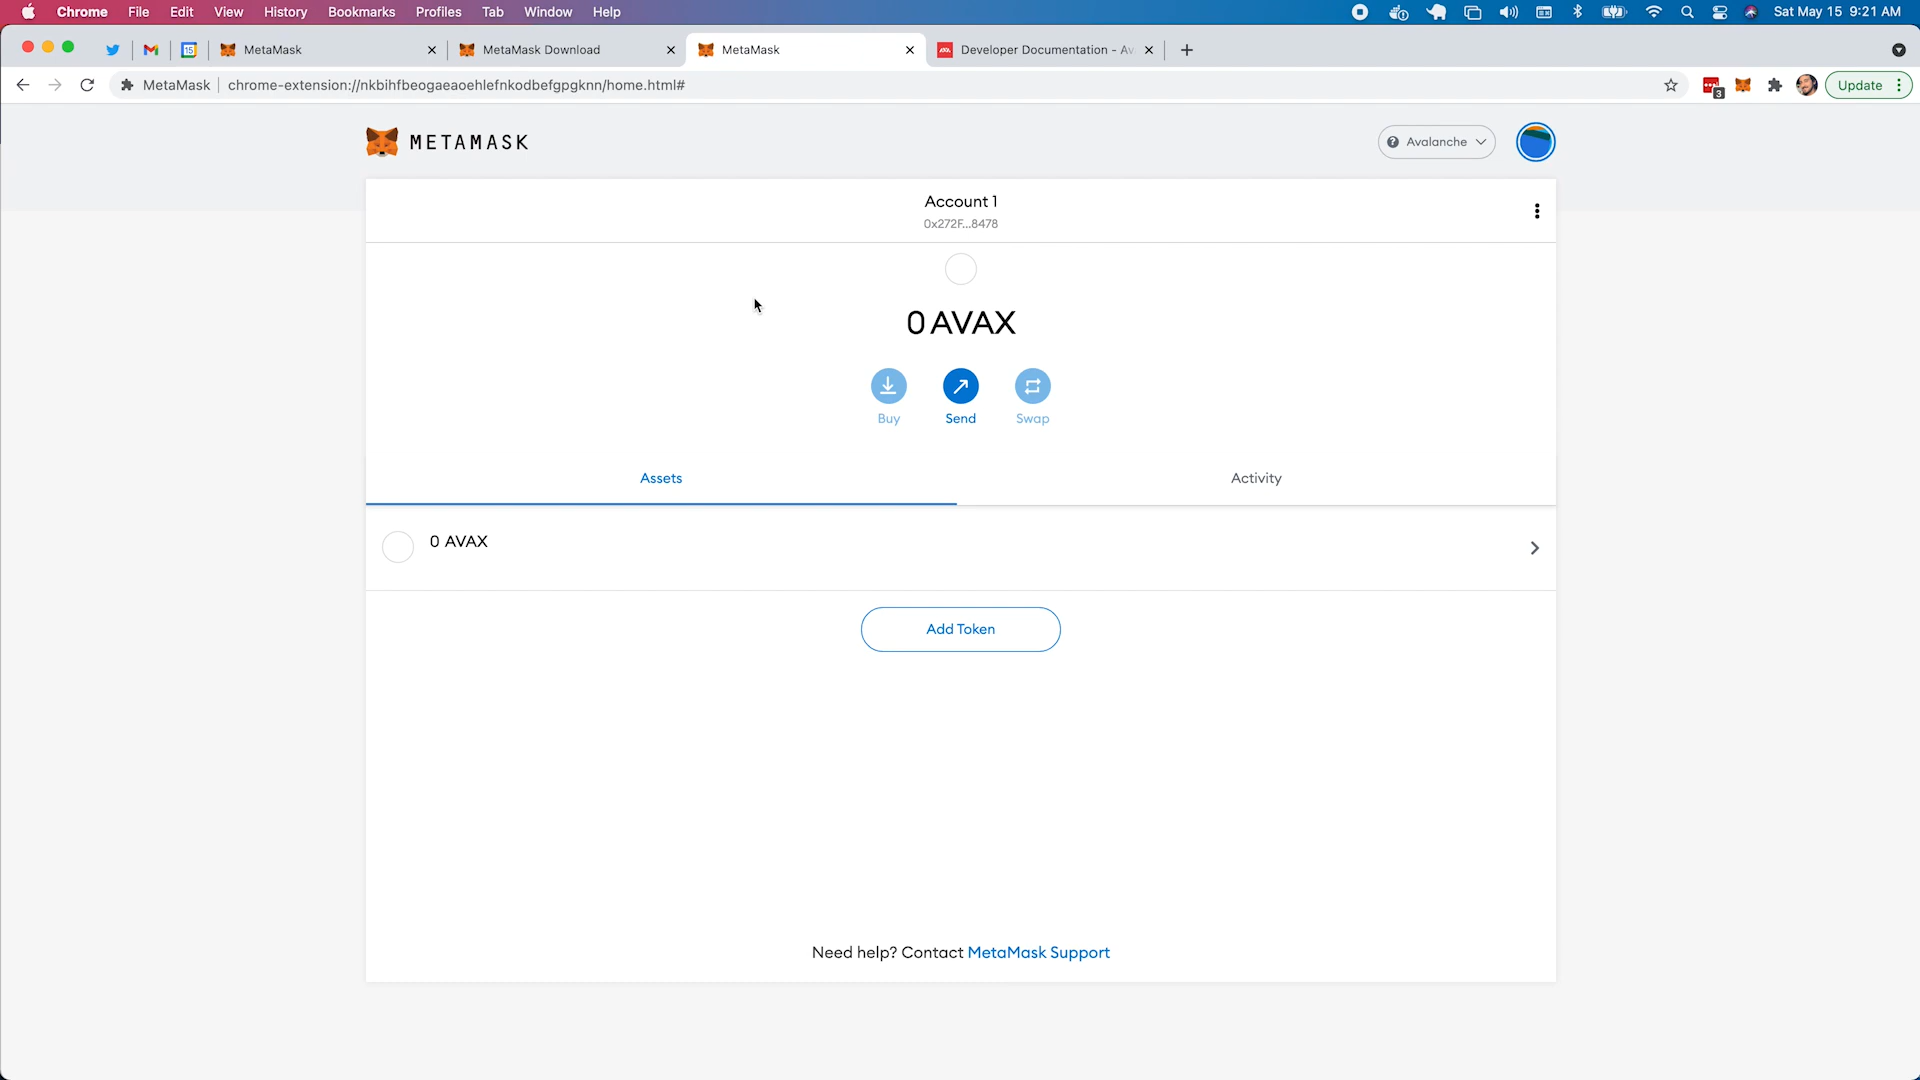 Chrome File Edit View History Bookmarks Profiles Tab Window Help Sat May 15 9:21 AM
15 MetaMask MetaMask Download MetaMask Developer Documentation - Av
MetaMask chrome-extension://nkbihfbeogaeaoehlefnkodbefgpgknn/home.html# 3 Update
METAMASK
Avalanche
Account 1
0x272F...8478
0 AVAX
Buy Send Swap
Assets Activity
0 AVAX
Add Token
Need help? Contact MetaMask Support